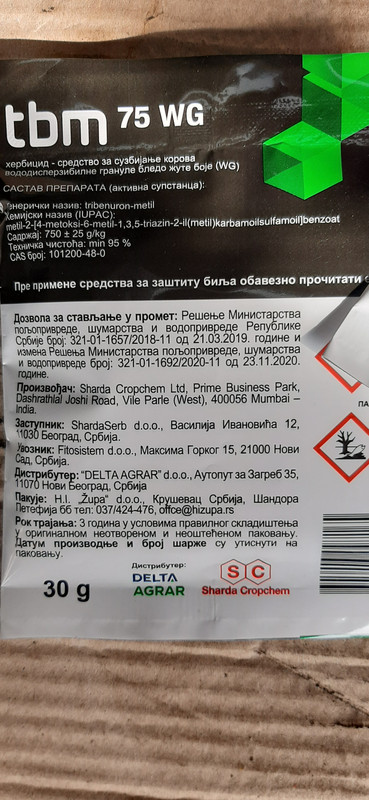 tbm 75 WG
хербицид - средство за сузбијање корова
вододисперзибилне грануле бледо жуте боје (WG)
САСТАВ ПРЕПАРАТА (активна супстанца):
Генерички назив: tribenuron-metil
Хемијски назив (IUPAC):
metil-2-[4-metoksi-6-metil-1,3,5-triazin-2-il(metil)karbamoilsulfamoil]benzoat
Садржај: 750 ± 25 g/kg
Техничка чистоћа: min 95 %
CAS број: 101200-48-0
Пре примене средства за заштиту биља обавезно прочитати
Дозвола за стављање у промет: Решење Министарства
пољопривреде, шумарства и водопривреде Републике
Србије број: 321-01-1657/2018-11 од 21.03.2019. године и
измена Решења Министарства пољопривреде, шумарства
и водопривреде број: 321-01-1692/2020-11 од 23.11.2020.
године.
Произвођач: Sharda Cropchem Ltd, Prime Business Park,
Dashrathlal Joshi Road, Vile Parle (West), 400056 Mumbai –
India.
Заступник: ShardaSerb d.o.o., Василија Ивановића 12,
11030 Београд, Србија.
Увозник: Fitosistem d.o.o., Максима Горког 15, 21000 Нови
Сад, Србија.
Дистрибутер: "DELTA AGRAR" d.o.o., Аутопут за Загреб 35,
11070 Нови Београд, Србија
Пакује: H.I. „Župa“ d.o.o., Крушевац Србија, Шандора
Петефија бб тел: 037/424-476, offce@hizupa.rs
Рок трајања: 3 година у условима правилног складиштења
у оригиналном неотвореном и неоштећеном паковању.
Датум производње и број шарже су утиснути на
паковању.
ПА
Дистрибутер:
30 g
DELTA AGRAR
S C
Sharda Cropchem